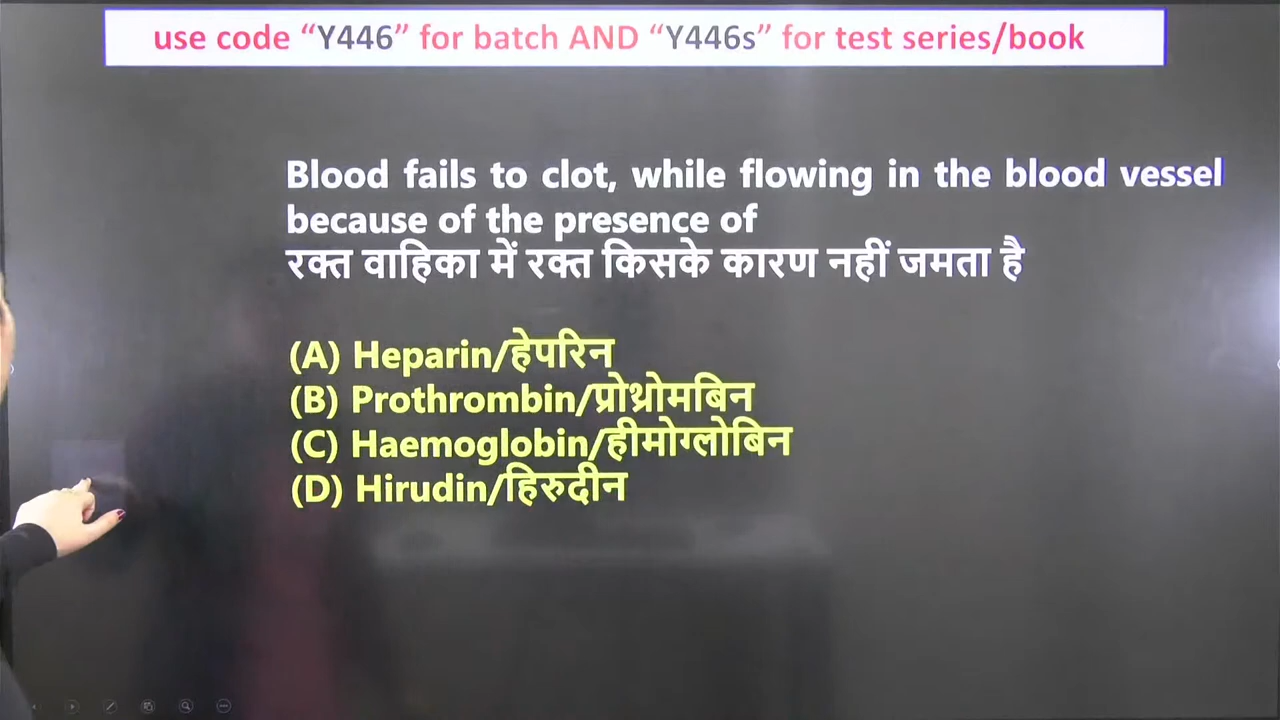 use code “Y446” for batch AND “Y446s” for test series/book
Blood fails to clot, while flowing in the blood vessel
because of the presence of
रक्त वाहिका में रक्त किसके कारण नहीं जमता है
(A) Heparin/हेपरिन
(B) Prothrombin/प्रोथ्रोमबिन
(C) Haemoglobin/हीमोग्लोबिन
(D) Hirudin/हिरुदीन